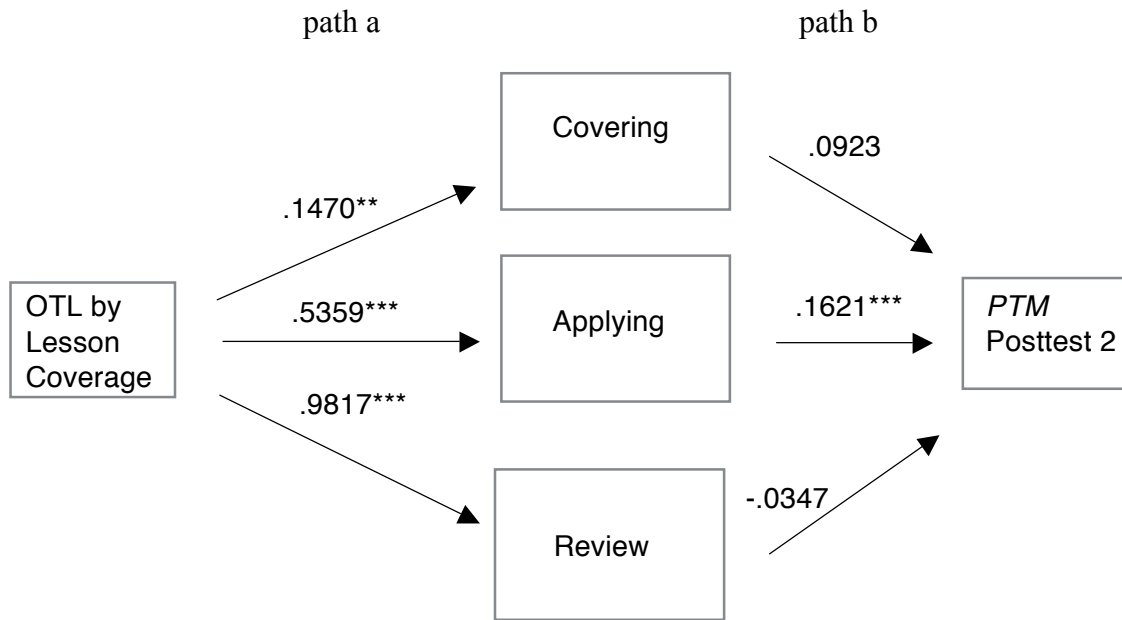 path a
path b
Covering
.0923
.1470**
OTL by
Lesson
Coverage
.5359***
Applying
.1621***
PTM
Posttest 2
.9817***
Review
-.0347